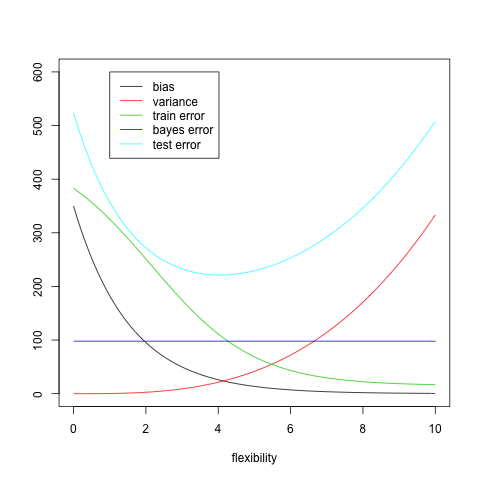 600
500
400
300
200
100
0
bias
variance
train error
bayes error
test error
0 2 4 6 8 10
flexibility